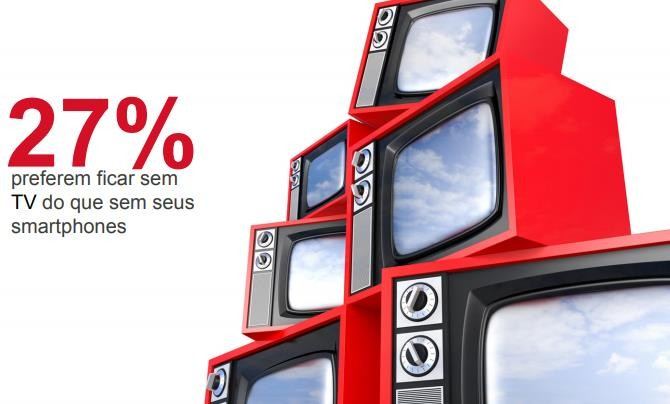 27%
preferem ficar sem
TV do que sem seus
smartphones